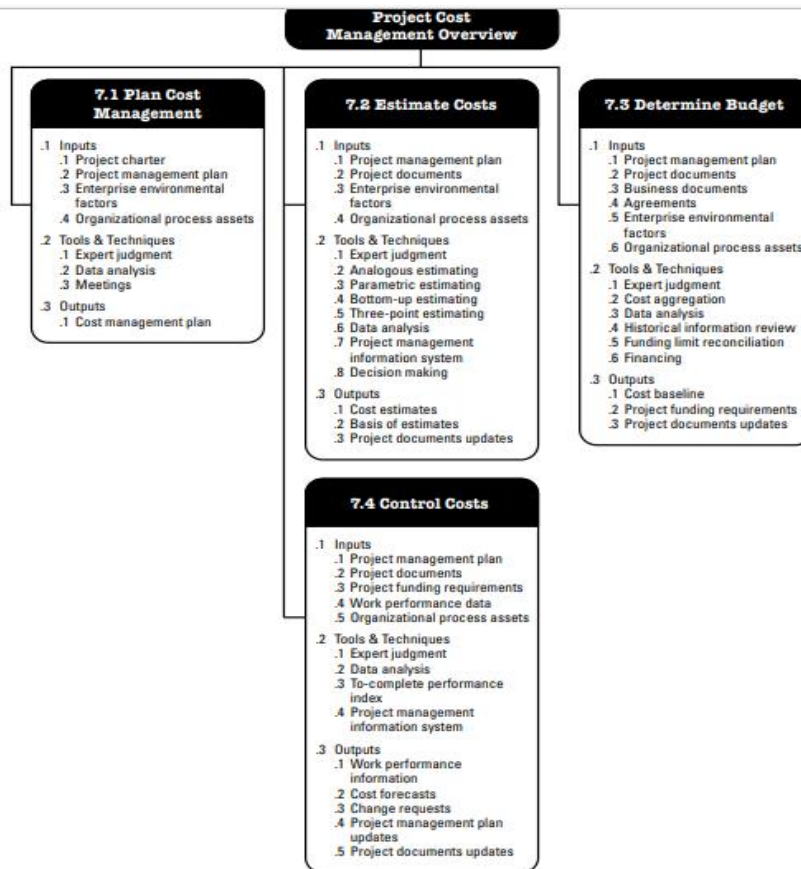 Project Cost
Management Overview
7.1 Plan Cost
Management
.1 Inputs
.1 Project charter
.2 Project management plan
.3 Enterprise environmental
factors
.4 Organizational process assets
.2 Tools & Techniques
.1 Expert judgment
.2 Data analysis
.3 Meetings
.3 Outputs
.1 Cost management plan
7.2 Estimate Costs
.1 Inputs
.1 Project management plan
.2 Project documents
.3 Enterprise environmental
factors
.4 Organizational process assets
.2 Tools & Techniques
.1 Expert judgment
.2 Analogous estimating
.3 Parametric estimating
.4 Bottom-up estimating
.5 Three-point estimating
.6 Data analysis
.7 Project management
information system
.8 Decision making
.3 Outputs
.1 Cost estimates
.2 Basis of estimates
.3 Project documents updates
7.3 Determine Budget
.1 Inputs
.1 Project management plan
.2 Project documents
.3 Business documents
.4 Agreements
.5 Enterprise environmental
factors
.6 Organizational process assets
.2 Tools & Techniques
.1 Expert judgment
.2 Cost aggregation
.3 Data analysis
.4 Historical information review
.5 Funding limit reconciliation
.6 Financing
.3 Outputs
.1 Cost baseline
.2 Project funding requirements
.3 Project documents updates
7.4 Control Costs
.1 Inputs
.1 Project management plan
.2 Project documents
.3 Project funding requirements
.4 Work performance data
.5 Organizational process assets
.2 Tools & Techniques
.1 Expert judgment
.2 Data analysis
.3 To-complete performance
index
.4 Project management
information system
.3 Outputs
.1 Work performance
information
.2 Cost forecasts
.3 Change requests
.4 Project management plan
updates
.5 Project documents updates